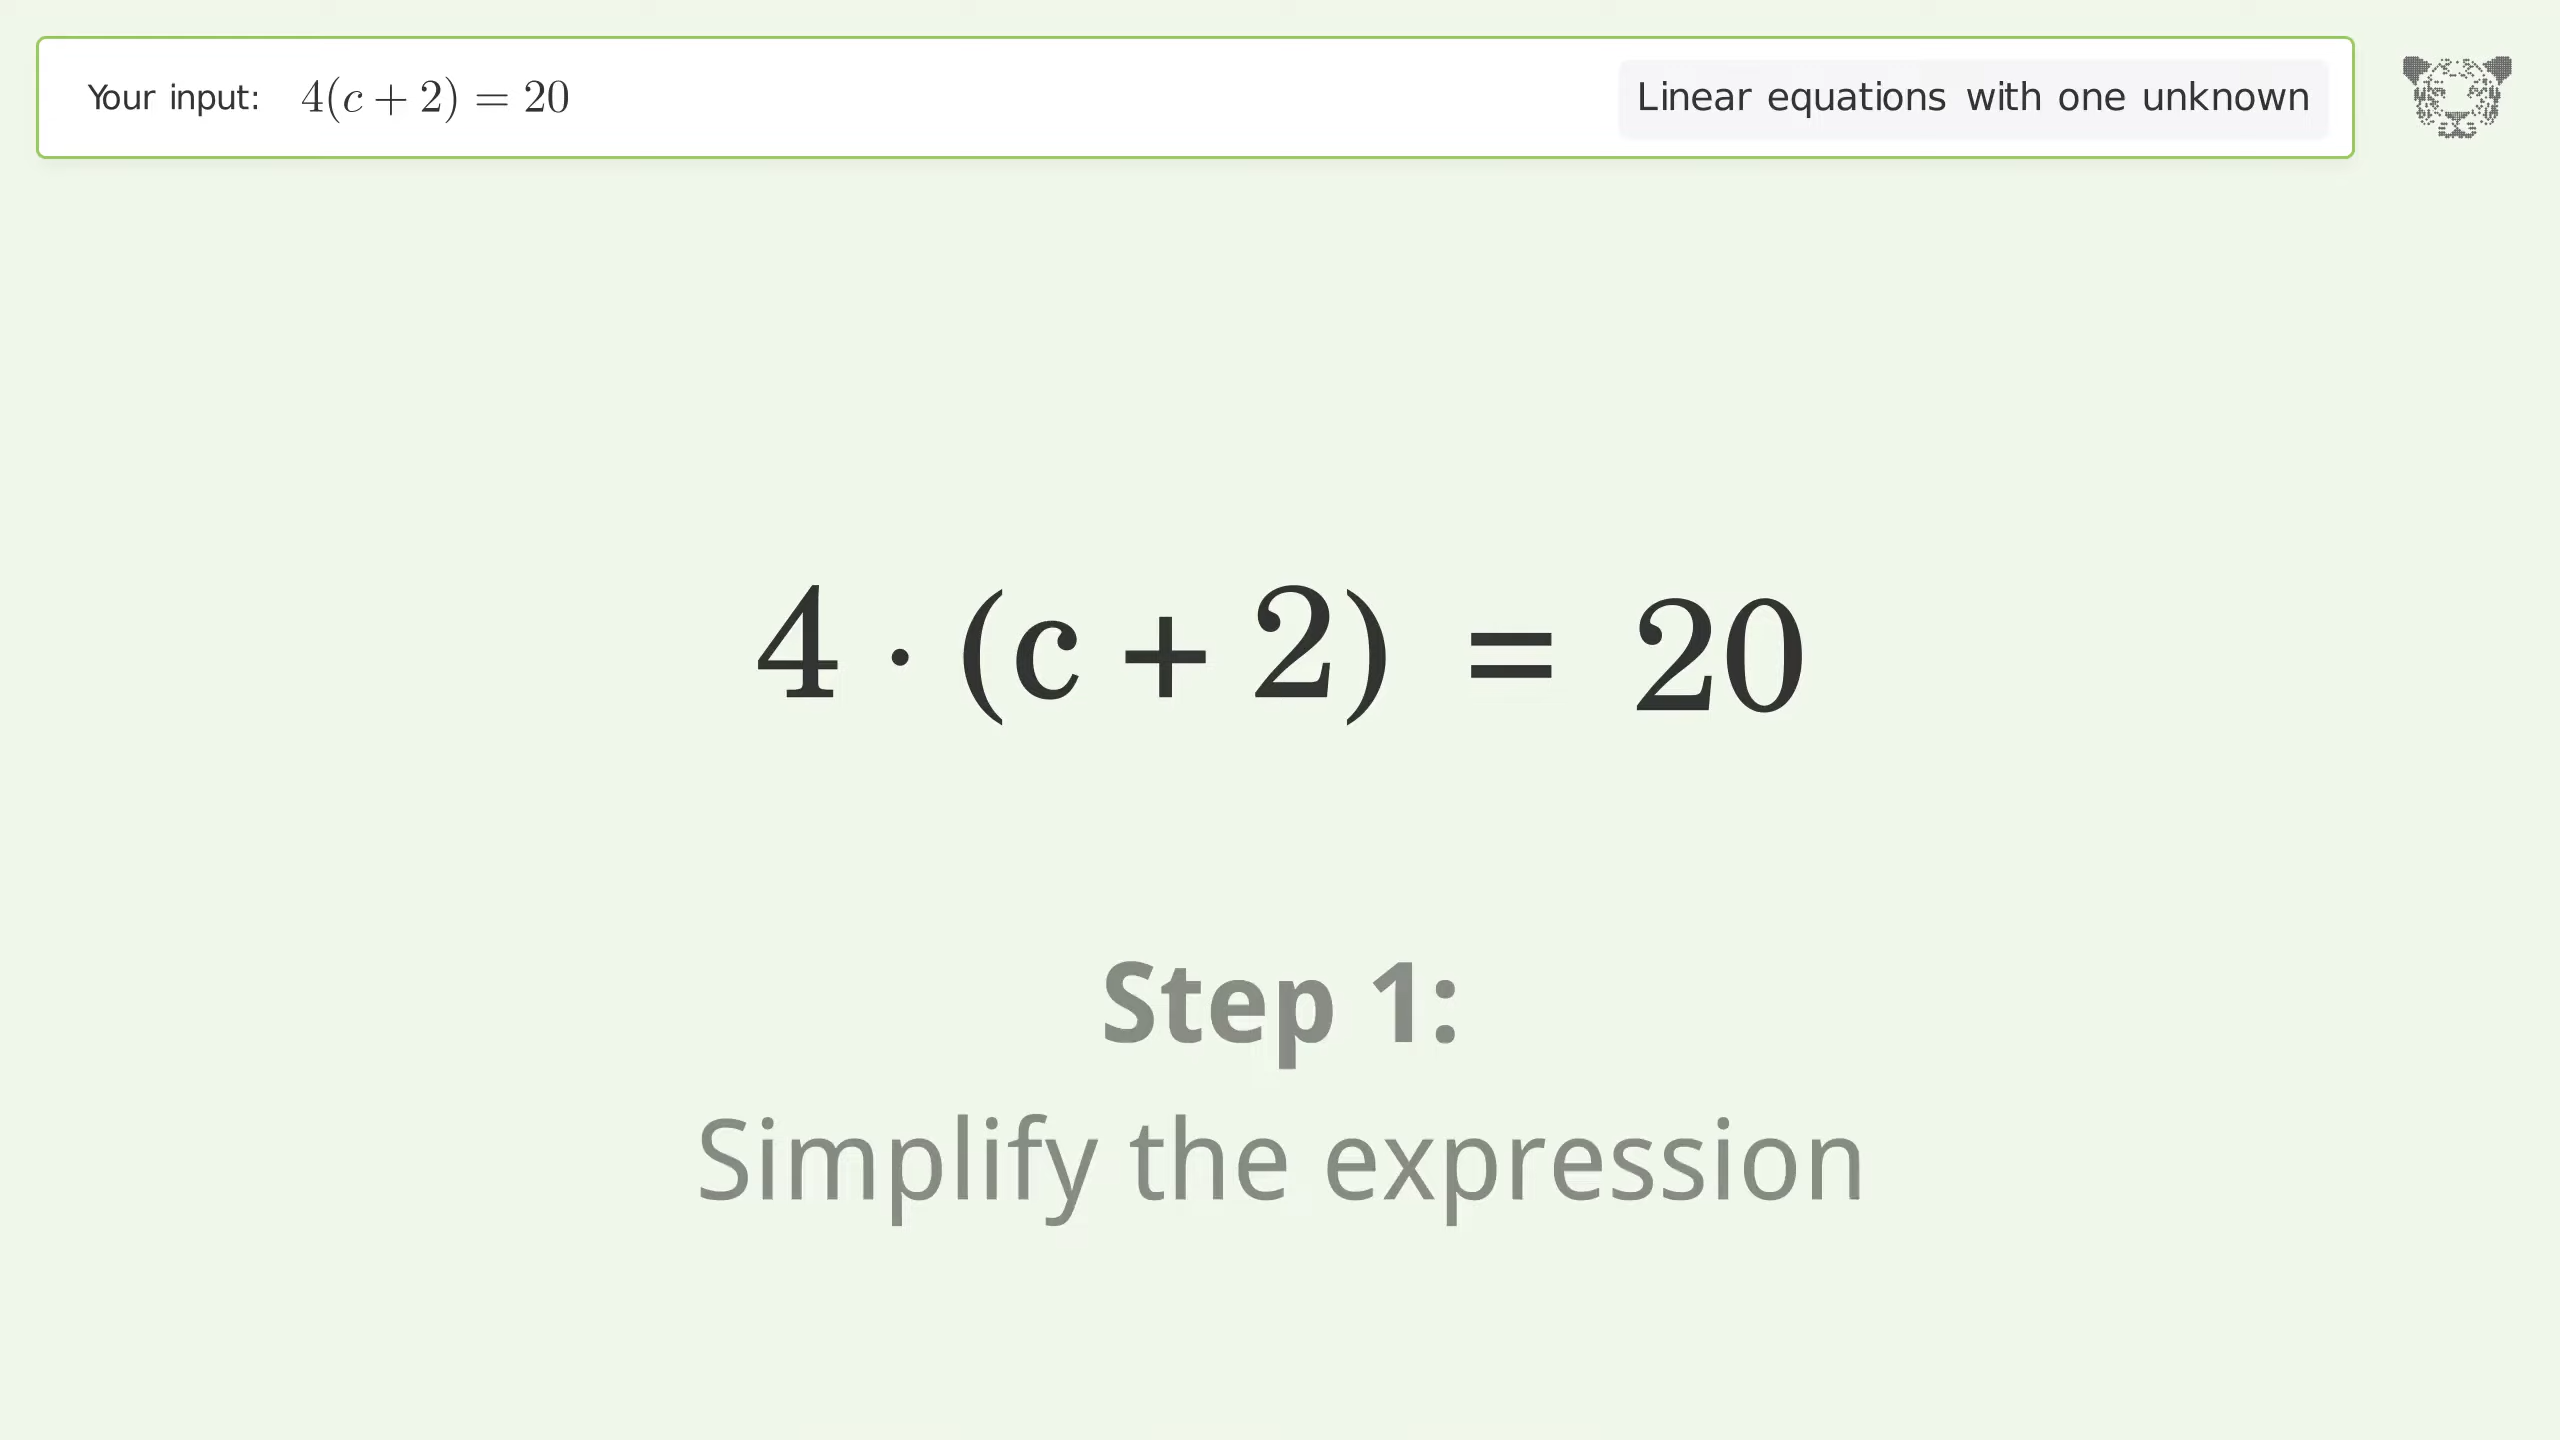 Your input: 4(c + 2) = 20
Linear equations with one unknown
4 · (c + 2) = 20
Step 1:
Simplify the expression